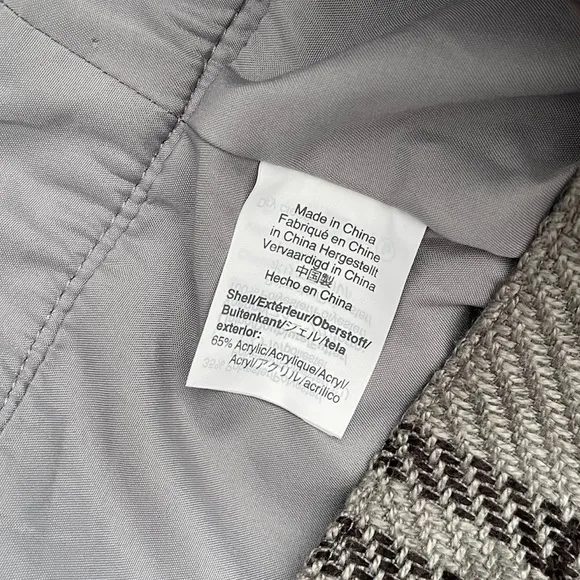 Made in China
Fabriqué en Chine
in China Hergestellt
Vervaardigd in China
中国製
Hecho en China
Shell/Extérieur/Oberstoff/
Buitenkant/シェル/tela
exterior:
65% Acrylic/Acrylique/Acryl/
Acryl/アクリル/acrílico